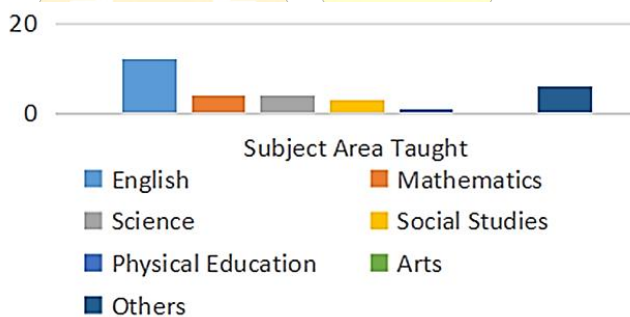 20
0
Subject Area Taught
English
Mathematics
Science
Social Studies
Physical Education
Arts
Others